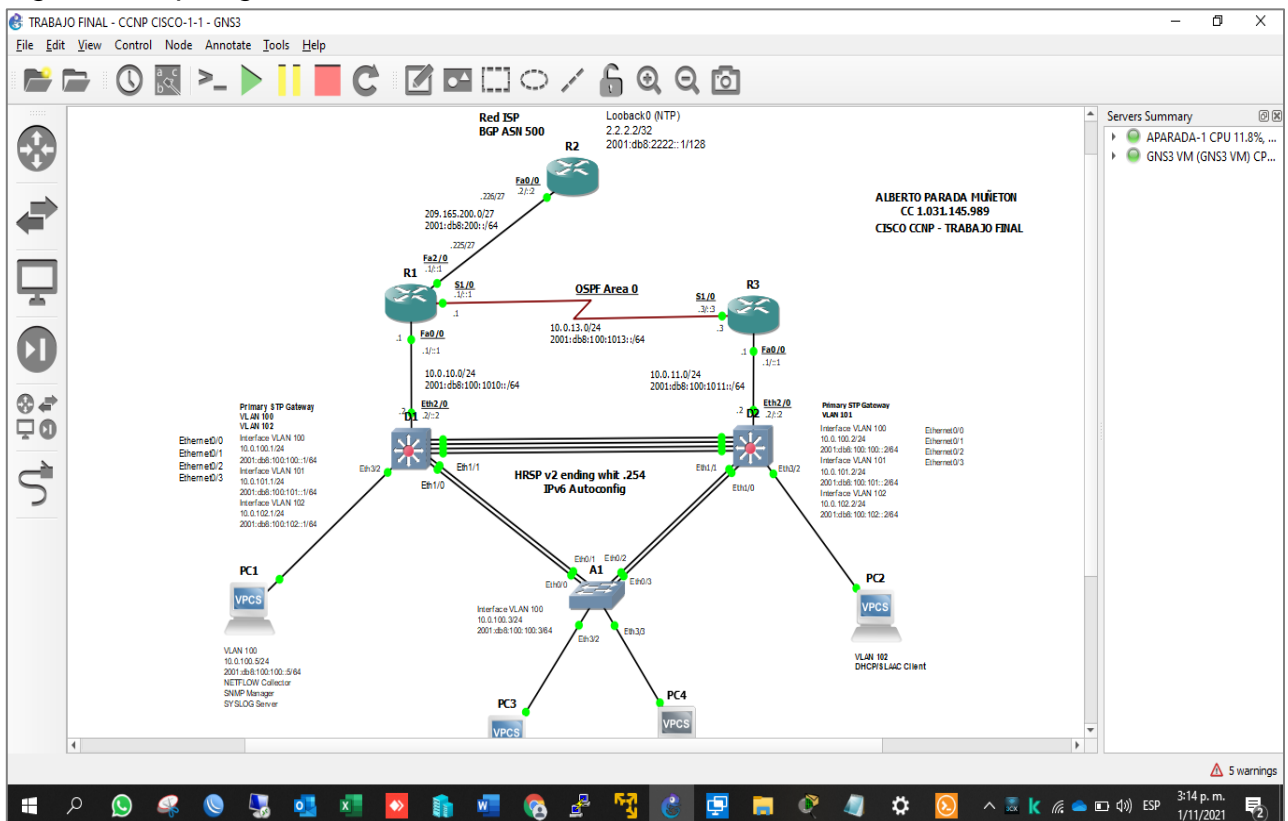 TRABAJO FINAL - CCNP CISCO-1-1 - GNS3
File Edit View Control Node Annotate Tools Help
Red ISP
BGP ASN 500
Looback0 (NTP)
2.2.2.2/32
2001:db8:2222::1/128
R2
Fa0/0
.2/::2
.226/27
209.165.200.0/27
2001:db8:200::/64
.225/27
ALBERTO PARADA MUÑETON
CC 1.031.145.989
CISCO CCNP - TRABAJO FINAL
Servers Summary
APARADA-1 CPU 11.8%, ...
GNS3 VM (GNS3 VM) CP...
R1
Fa2/0
.1/::1
S1/0
.1/::1
.1
OSPF Area 0
10.0.13.0/24
2001:db8:100:1013::/64
R3
S1/0
.3/::3
.3
.1
Fa0/0
.1/::1
10.0.10.0/24
2001:db8:100:1010::/64
.1
Fa0/0
.1/::1
10.0.11.0/24
2001:db8:100:1011::/64
Primary STP Gateway
VLAN 100
VLAN 102
Interface VLAN 100
10.0.100.1/24
2001:db8:100:100::1/64
Interface VLAN 101
10.0.101.1/24
2001:db8:100:101::1/64
Interface VLAN 102
10.0.102.1/24
2001:db8:100:102::1/64
Ethernet0/0
Ethernet0/1
Ethernet0/2
Ethernet0/3
.2
Eth2/0
D1
.2/::2
Eth3/2
Eth1/1
Eth1/0
HRSP v2 ending whit .254
IPv6 Autoconfig
.2
Eth2/0
D2
.2/::2
Eth1/1
Eth3/2
Eth1/0
Primary STP Gateway
VLAN 101
Interface VLAN 100
10.0.100.2/24
2001:db8:100:100::2/64
Interface VLAN 101
10.0.101.2/24
2001:db8:100:101::2/64
Interface VLAN 102
10.0.102.2/24
2001:db8:100:102::2/64
Ethernet0/0
Ethernet0/1
Ethernet0/2
Ethernet0/3
PC1
VPCS
VLAN 100
10.0.100.5/24
2001:db8:100:100::5/64
NETFLOW Collector
SNMP Manager
SYSLOG Server
Eth0/1
Eth0/2
A1
Eth0/0
Eth0/3
Interface VLAN 100
10.0.100.3/24
2001:db8:100:100:3/64
Eth3/2
Eth3/3
PC2
VPCS
VLAN 102
DHCP/SLAAC Client
PC3
VPCS
PC4
VPCS
5 warnings
ESP
3:14 p. m.
1/11/2021